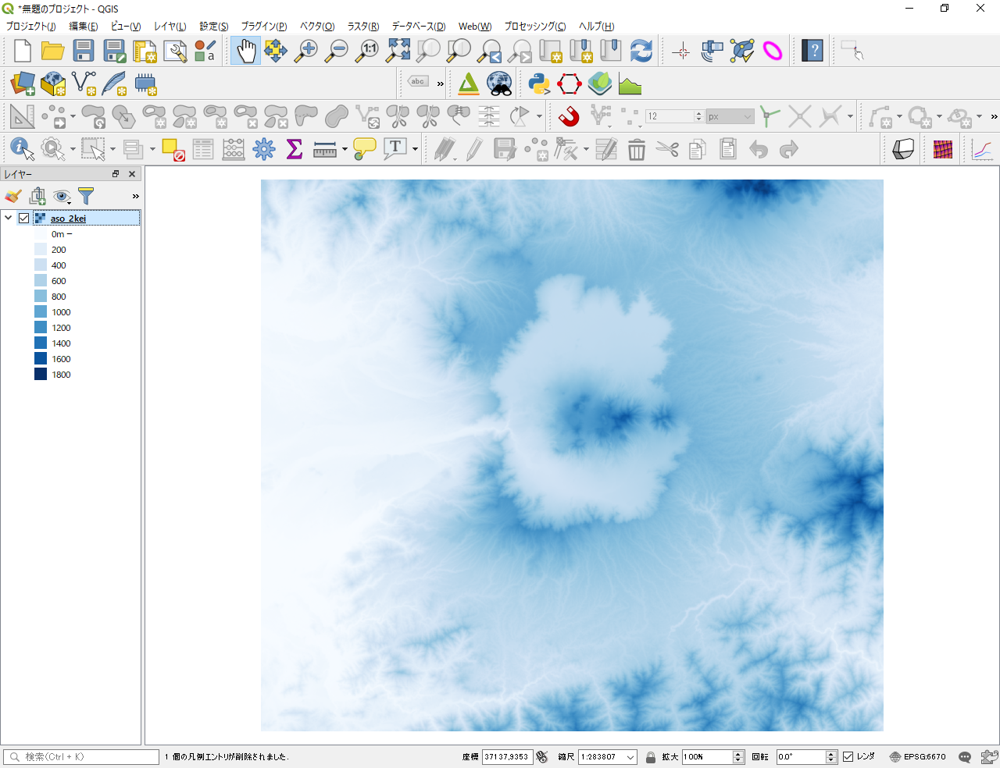 *無題のプロジェクト - QGIS
プロジェクト(J) 編集(E) ビュー(V) レイヤ(L) 設定(S) プラグイン(P) ベクタ(O) ラスタ(R) データベース(D) Web(W) プロセッシング(C) ヘルプ(H)
1:1
a
abc
12 px
T
レイヤー
aso_2kei
0m −
200
400
600
800
1000
1200
1400
1600
1800
検索(Ctrl + K) 1 個の凡例エントリが削除されました. 座標 37137,9353 縮尺 1:283807 拡大 100% 回転 0.0° レンダ EPSG:6670